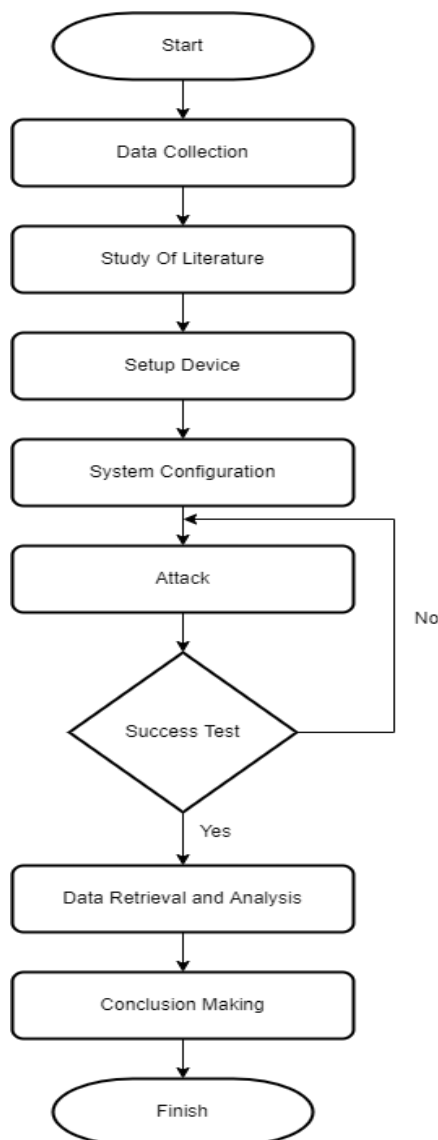 Start
Data Collection
Study Of Literature
Setup Device
System Configuration
Attack
No
Success Test
Yes
Data Retrieval and Analysis
Conclusion Making
Finish